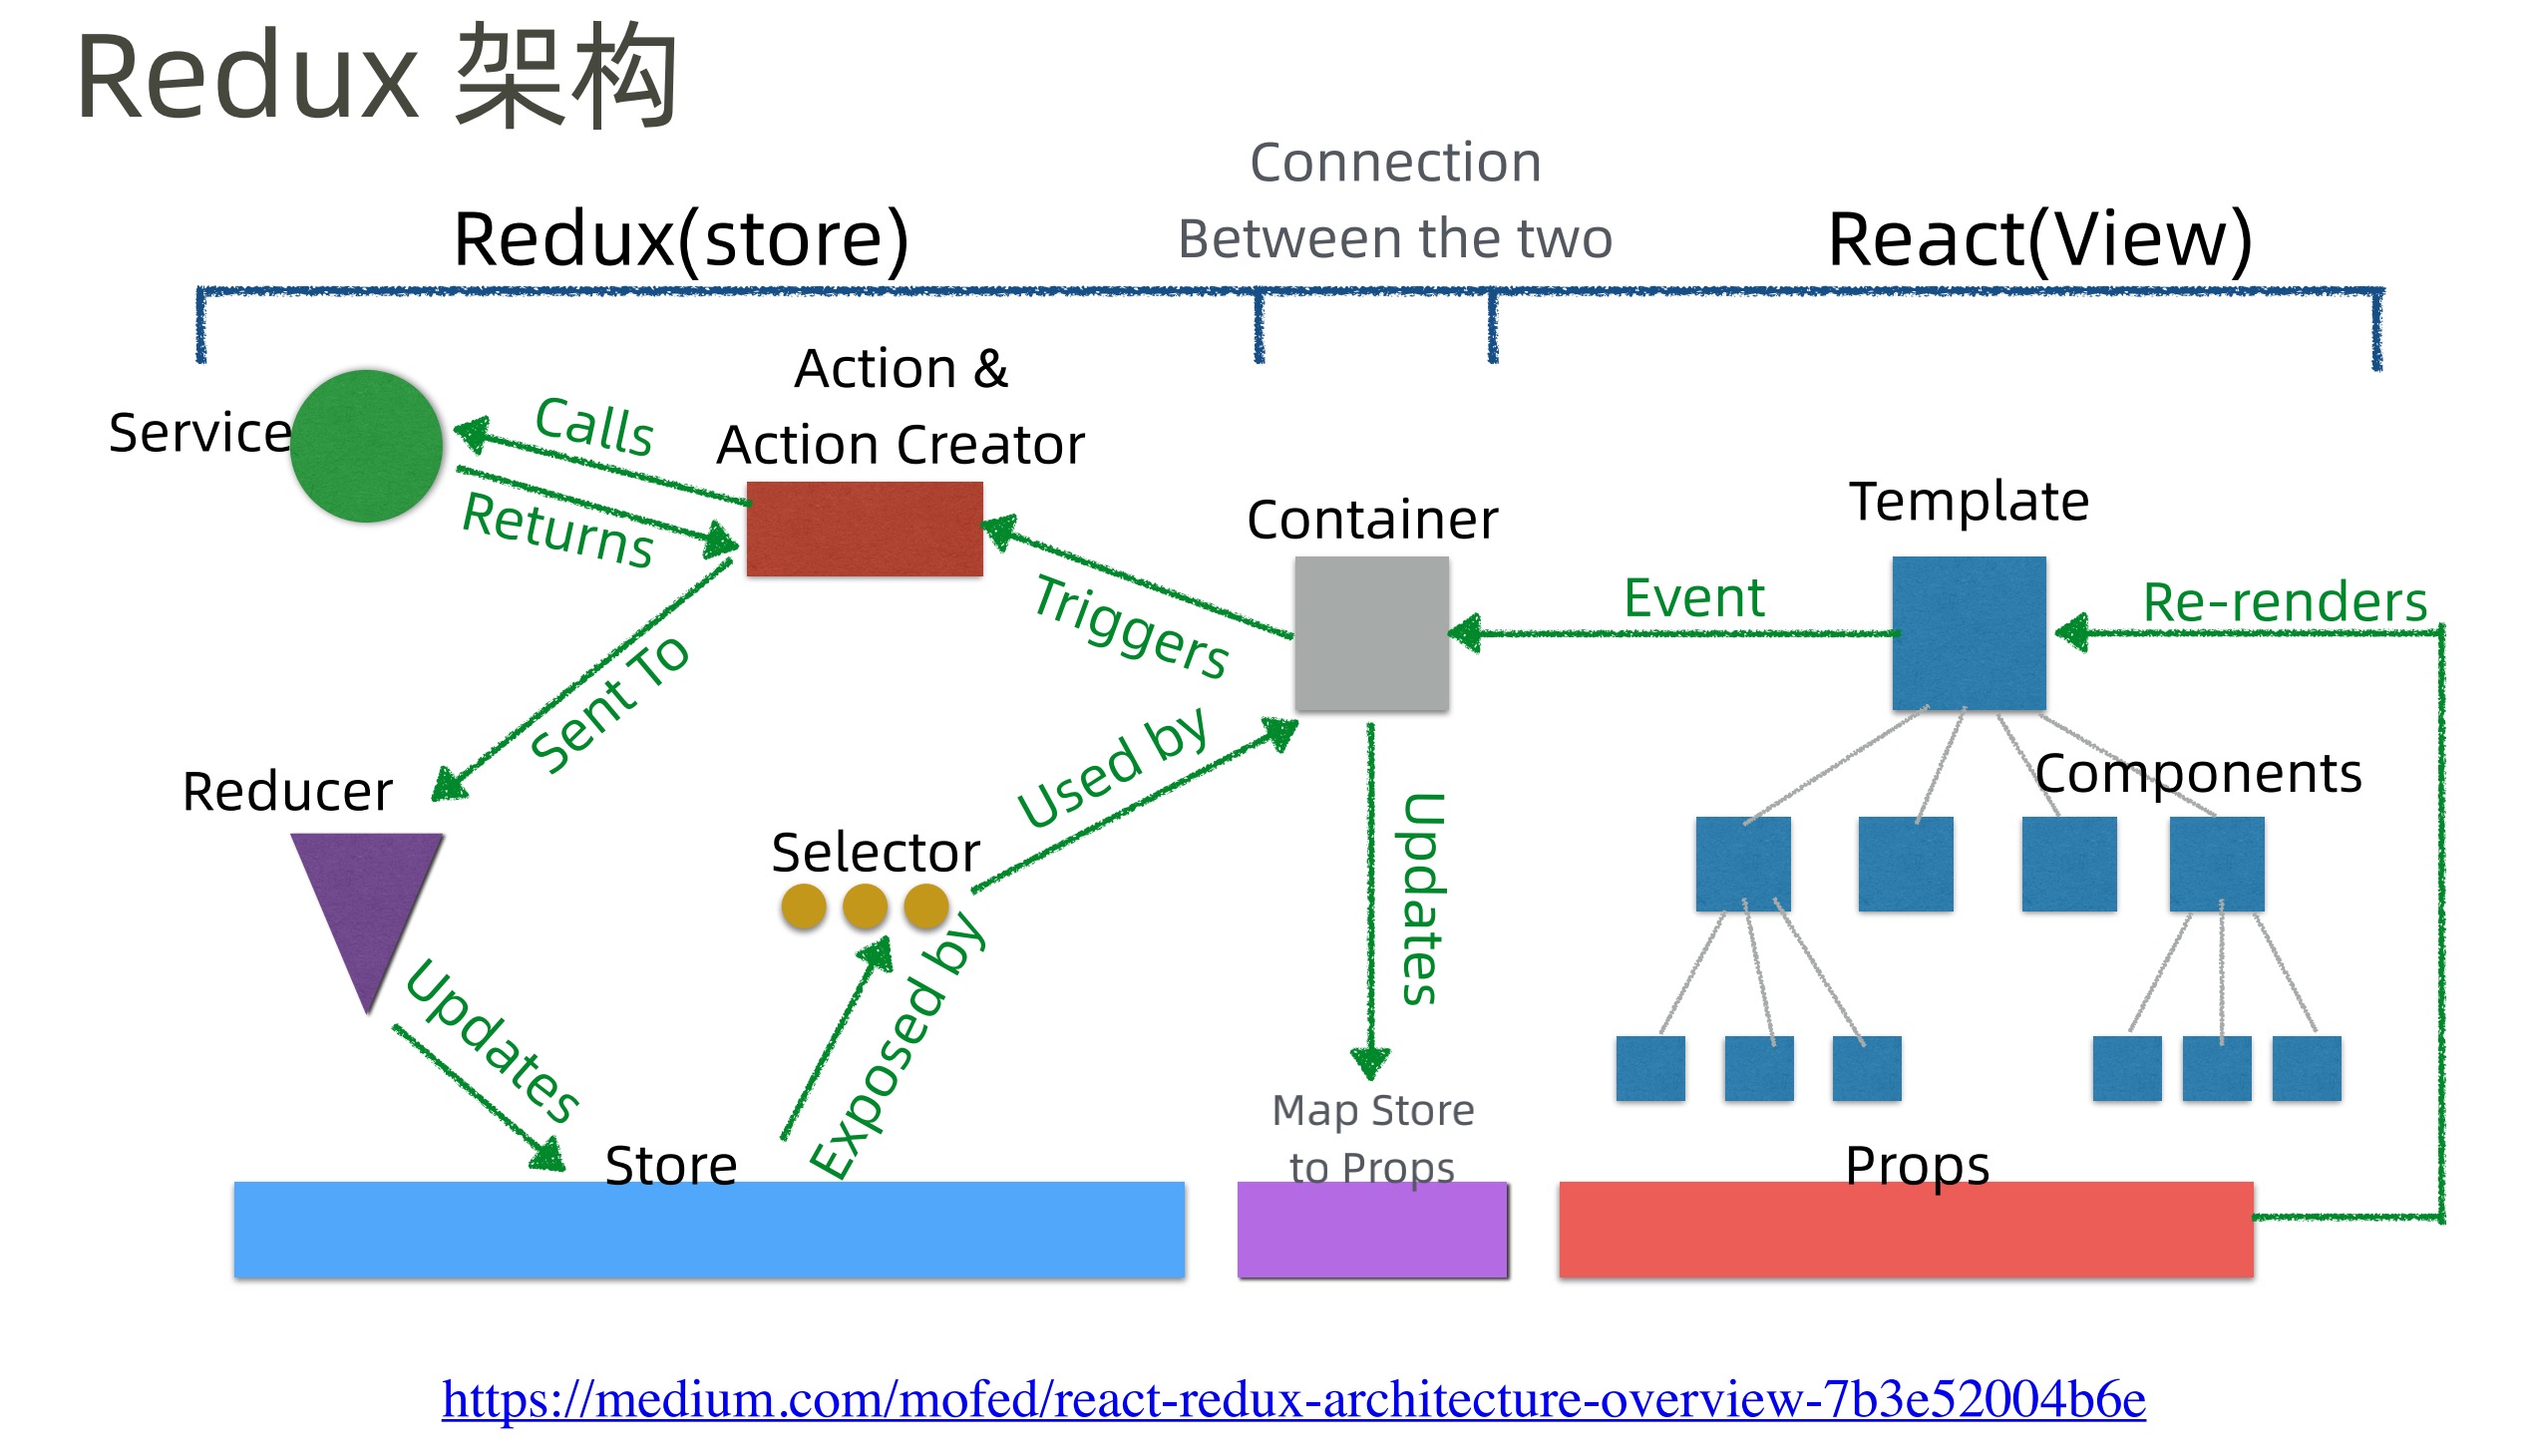 Redux 架构
Connection
Between the two
Redux(store)
React(View)
Action &
Action Creator
Service
Calls
Returns
Container
Template
Triggers
Event
Re-renders
Sent To
Reducer
Used by
Components
Selector
Updates
Exposed by
Updates
Map Store
to Props
Store
Props
https://medium.com/mofed/react-redux-architecture-overview-7b3e52004b6e